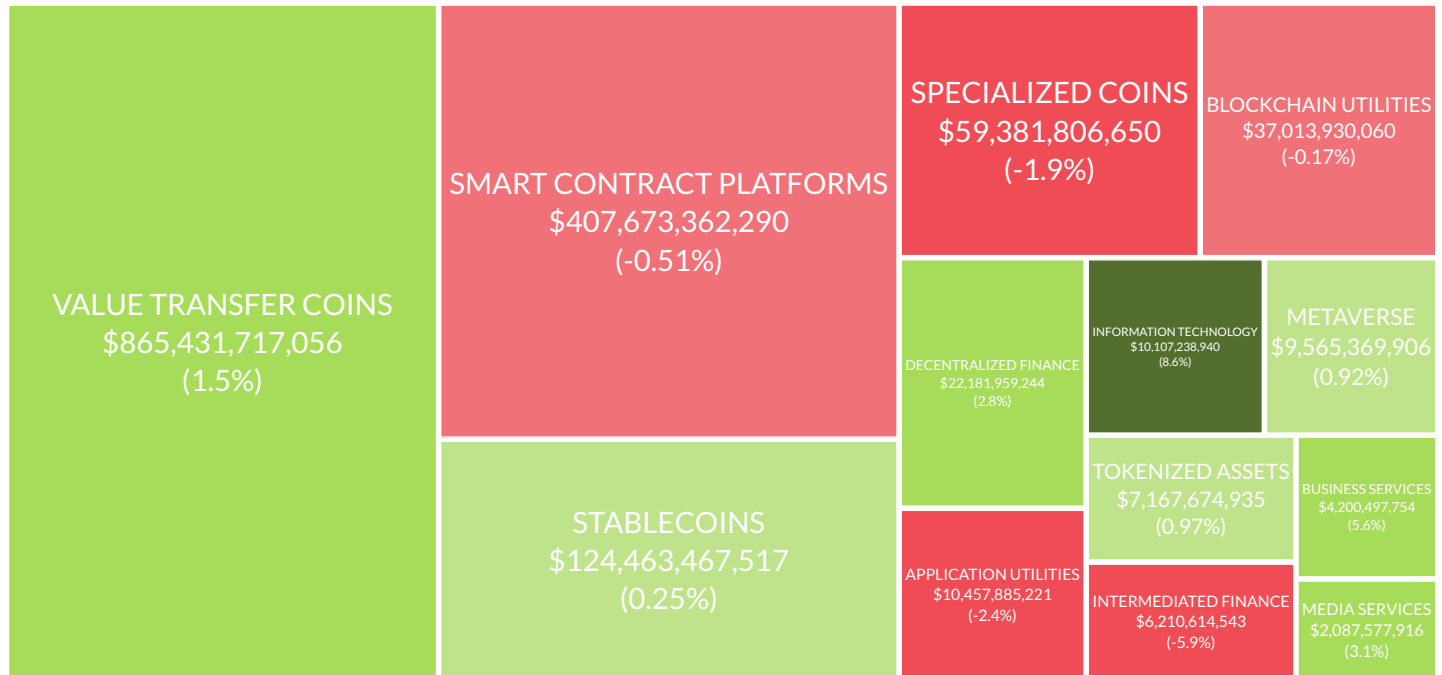 VALUE TRANSFER COINS
$865,431,717,056
(1.5%)
SMART CONTRACT PLATFORMS
$407,673,362,290
(-0.51%)
STABLECOINS
$124,463,467,517
(0.25%)
SPECIALIZED COINS
$59,381,806,650
(-1.9%)
BLOCKCHAIN UTILITIES
$37,013,930,060
(-0.17%)
DECENTRALIZED FINANCE
$22,181,959,244
(2.8%)
APPLICATION UTILITIES
$10,457,885,221
(-2.4%)
INFORMATION TECHNOLOGY
$10,107,238,940
(8.6%)
METAVERSE
$9,565,369,906
(0.92%)
TOKENIZED ASSETS
$7,167,674,935
(0.97%)
INTERMEDIATED FINANCE
$6,210,614,543
(-5.9%)
BUSINESS SERVICES
$4,200,497,754
(5.6%)
MEDIA SERVICES
$2,087,577,916
(3.1%)